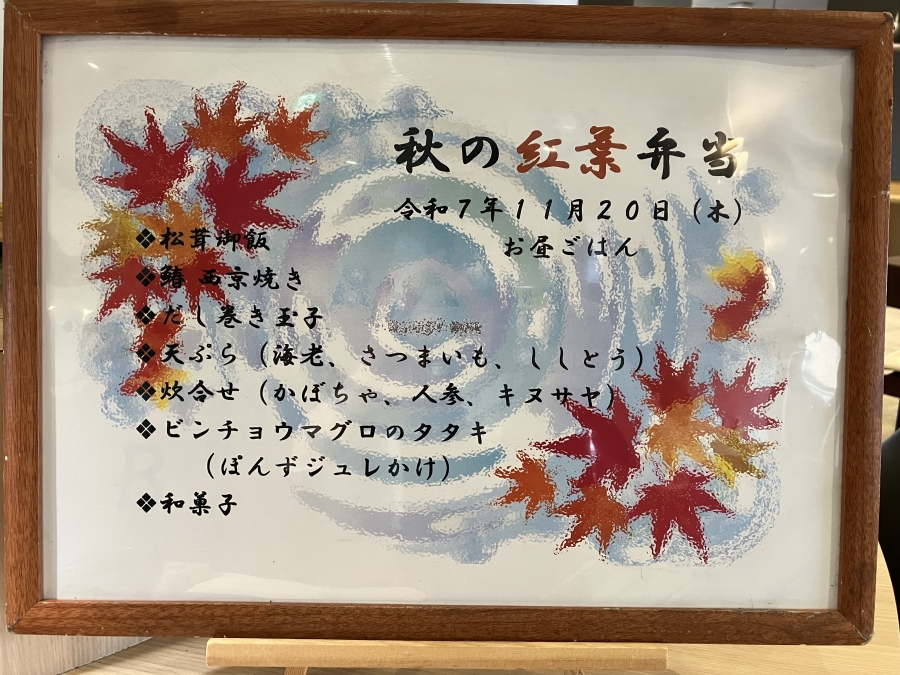 秋の紅葉弁当
令和7年11月20日（木）
お昼ごはん
❖松茸御飯
❖鰆 西京焼き
❖だし巻き玉子
❖天ぷら（海老、さつまいも、ししとう）
❖炊合せ（かぼちゃ、人参、キヌサヤ）
❖ビンチョウマグロのタタキ
（ぽんずジュレかけ）
❖和菓子